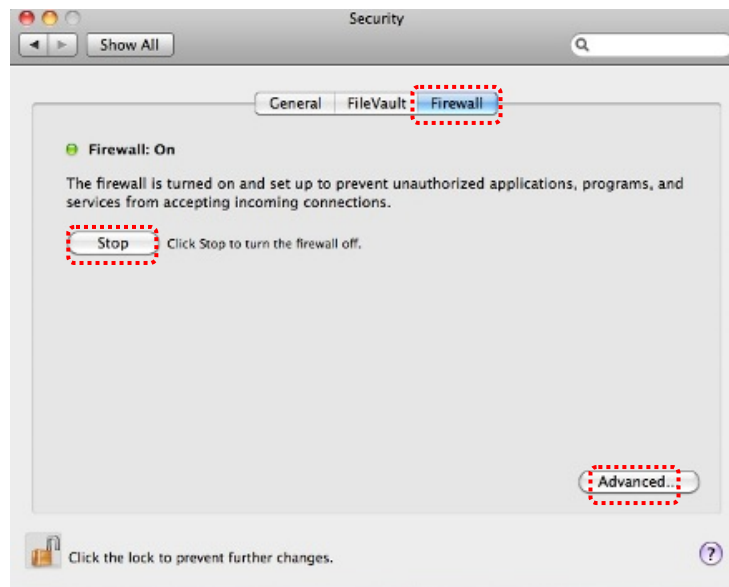 Security
Show All
General FileVault Firewall
Firewall: On
The firewall is turned on and set up to prevent unauthorized applications, programs, and
services from accepting incoming connections.
Stop Click Stop to turn the firewall off.
Advanced...
Click the lock to prevent further changes. ?